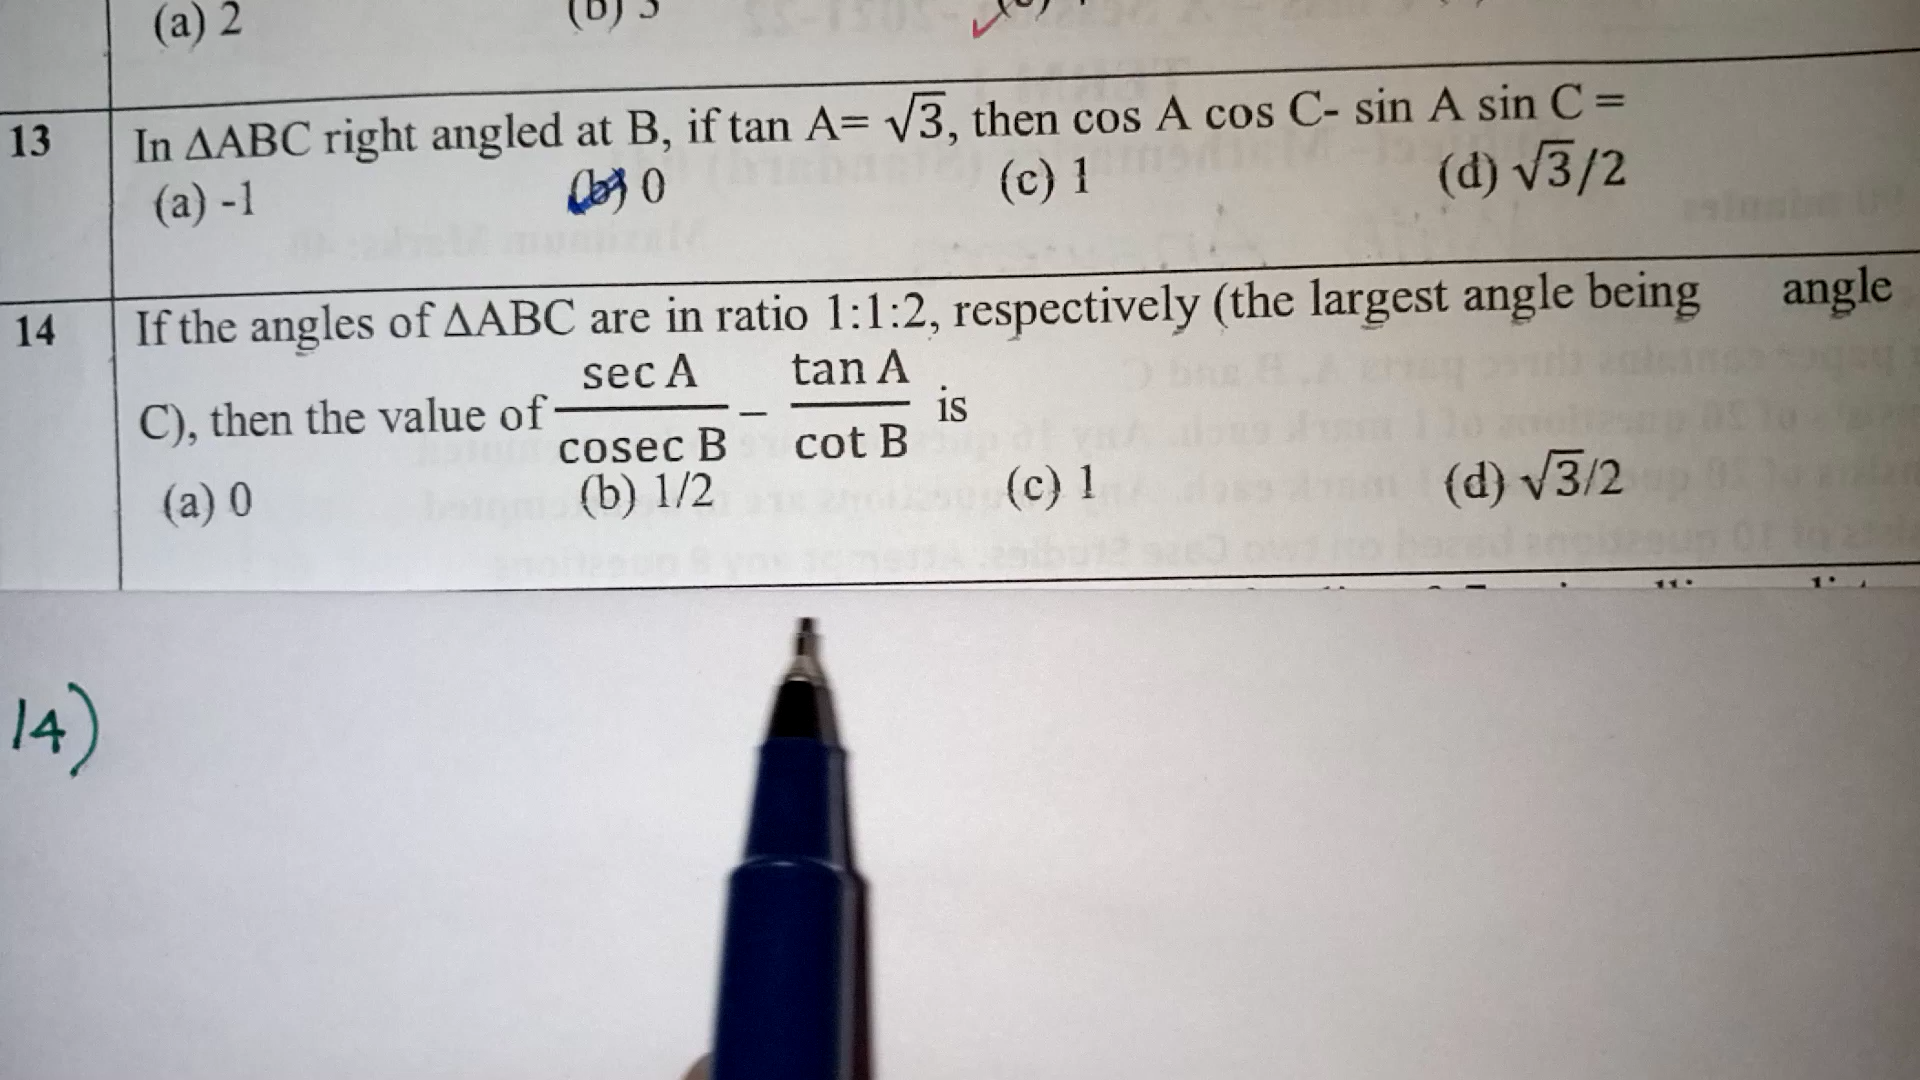 (a) 2 (b) 3
13 In ΔABC right angled at B, if tan A= √3, then cos A cos C- sin A sin C =
(a) -1 (b) 0 (c) 1 (d) √3/2
14 If the angles of ΔABC are in ratio 1:1:2, respectively (the largest angle being angle
C), then the value of sec A/cosec B − tan A/cot B is
(a) 0 (b) 1/2 (c) 1 (d) √3/2
14)